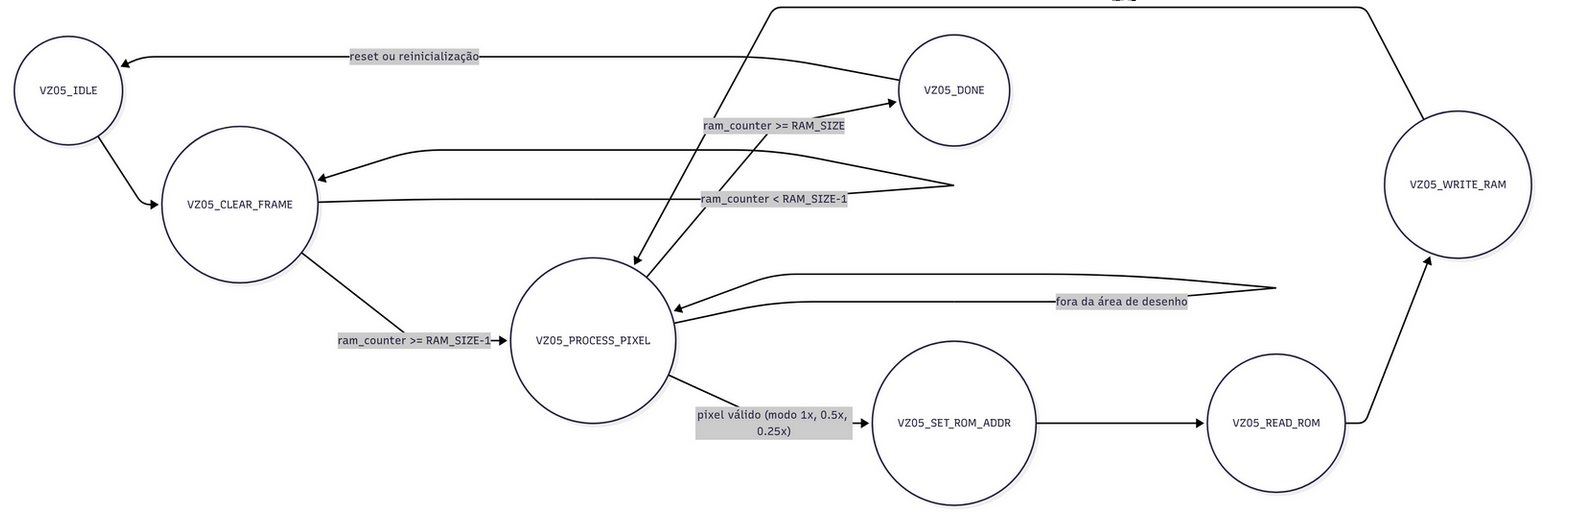 reset ou reinicialização
VZ05_IDLE
VZ05_DONE
ram_counter >= RAM_SIZE
VZ05_CLEAR_FRAME
ram_counter < RAM_SIZE-1
VZ05_WRITE_RAM
fora da área de desenho
ram_counter >= RAM_SIZE-1
VZ05_PROCESS_PIXEL
pixel válido (modo 1x, 0.5x,
0.25x)
VZ05_SET_ROM_ADDR
VZ05_READ_ROM